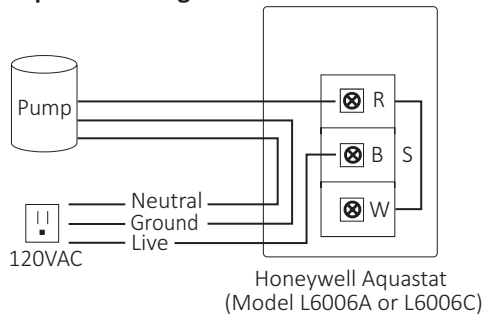 Pump
R
B
S
W
Neutral
Ground
Live
120VAC
Honeywell Aquastat
(Model L6006A or L6006C)